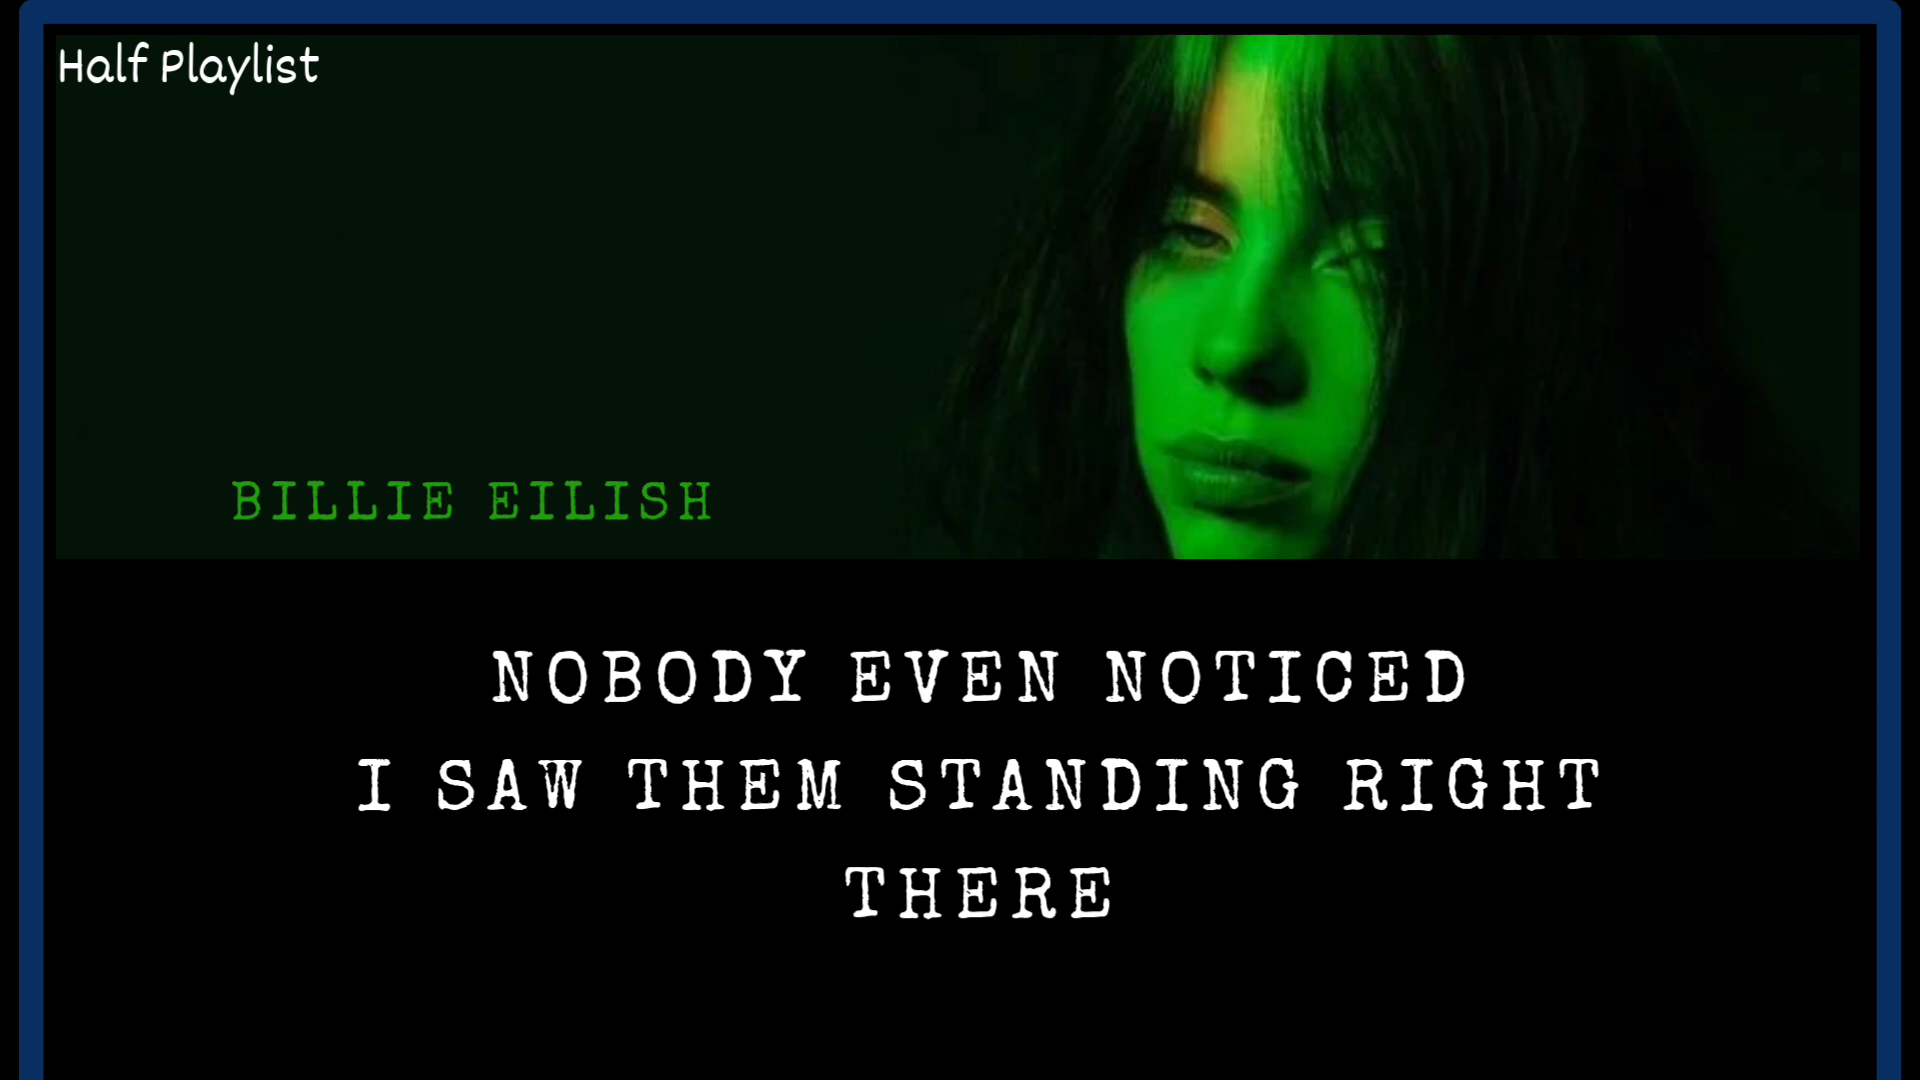 Half Playlist
BILLIE EILISH
NOBODY EVEN NOTICED
I SAW THEM STANDING RIGHT
THERE